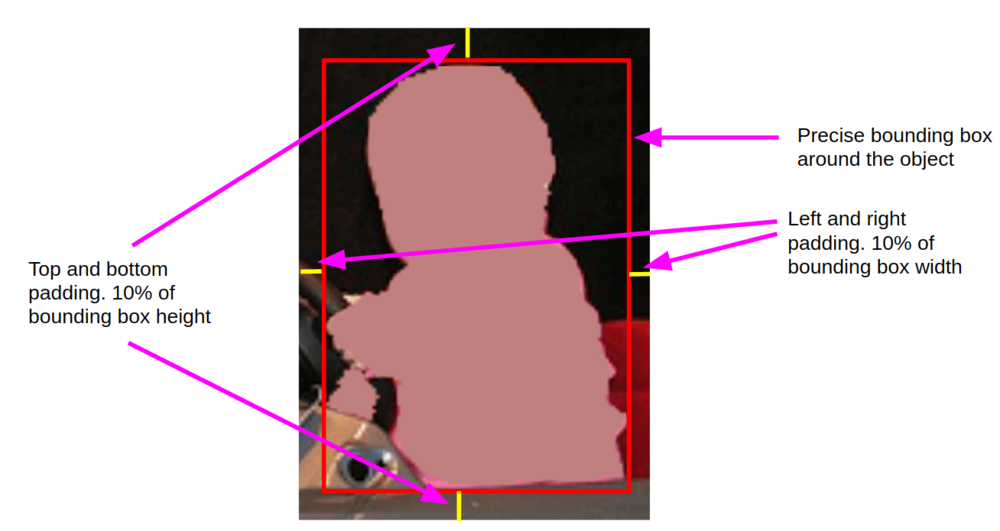 Precise bounding box
around the object
Left and right
padding. 10% of
bounding box width
Top and bottom
padding. 10% of
bounding box height